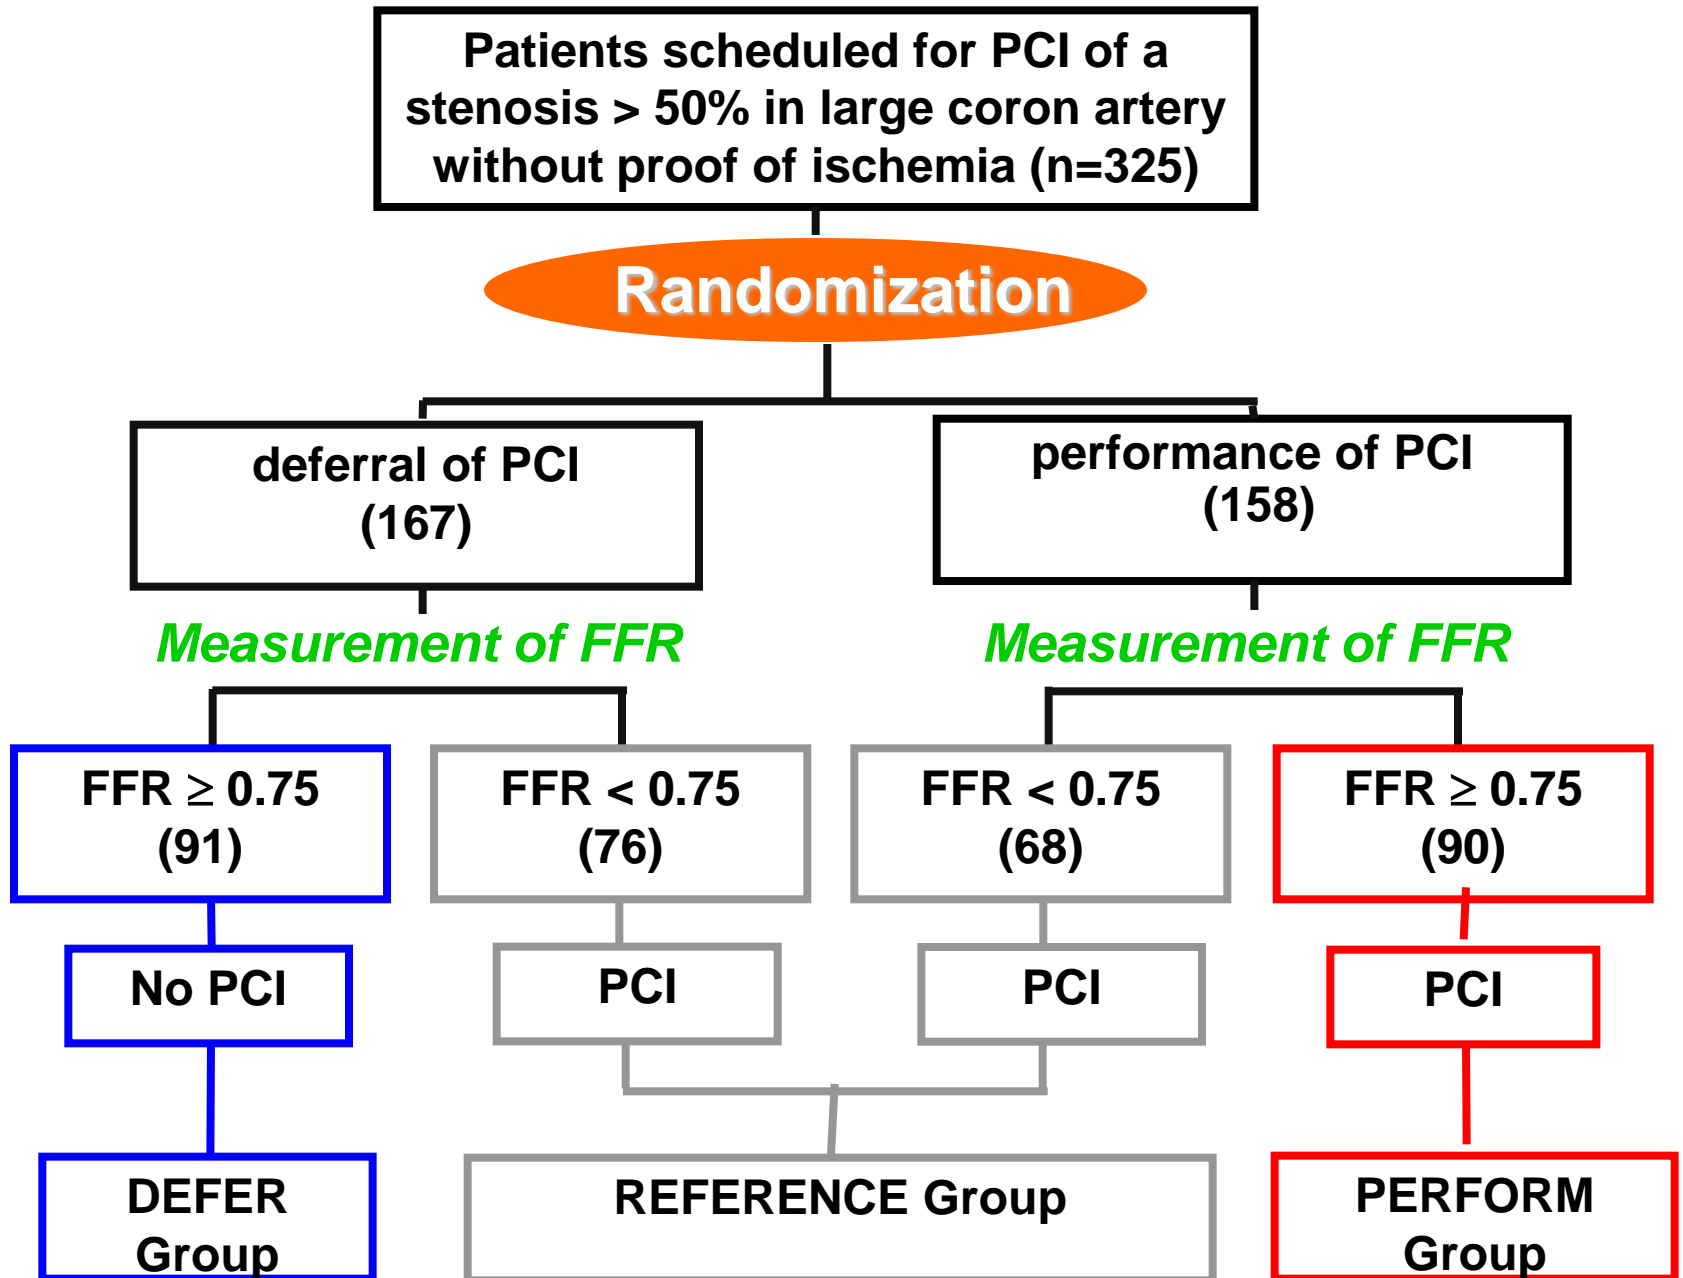 Patients scheduled for PCI of a
stenosis > 50% in large coron artery
without proof of ischemia (n=325)
Randomization
deferral of PCI
(167)
performance of PCI
(158)
Measurement of FFR
Measurement of FFR
FFR ≥ 0.75
(91)
FFR < 0.75
(76)
FFR < 0.75
(68)
FFR ≥ 0.75
(90)
No PCI
PCI
PCI
PCI
DEFER
Group
REFERENCE Group
PERFORM
Group